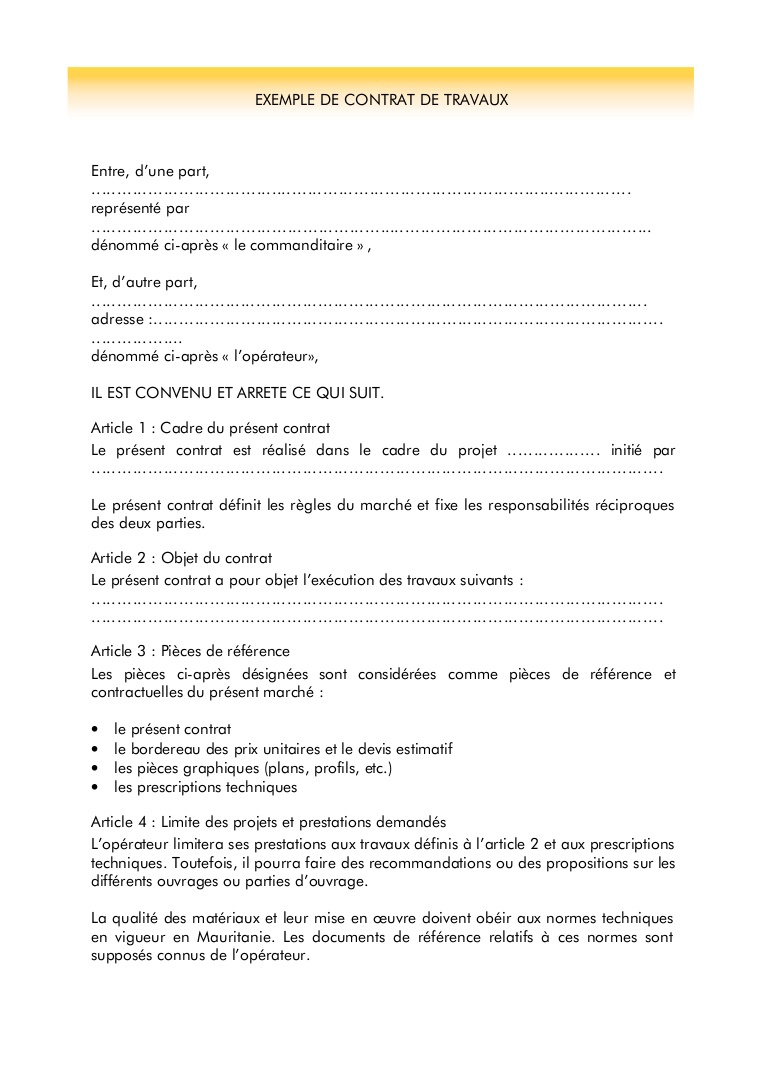 EXEMPLE DE CONTRAT DE TRAVAUX
Entre, d'une part,
……………………………………………………………………………………………
représenté par
………………………………………………………………………………………………
dénommé ci-après « le commanditaire » ,
Et, d'autre part,
………………………………………………………………………………………………
adresse :………………………………………………………………………………………
………………
dénommé ci-après « l'opérateur»,
IL EST CONVENU ET ARRETE CE QUI SUIT.
Article 1 : Cadre du présent contrat
Le présent contrat est réalisé dans le cadre du projet ……………… initié par
…………………………………………………………………………………………………
Le présent contrat définit les règles du marché et fixe les responsabilités réciproques
des deux parties.
Article 2 : Objet du contrat
Le présent contrat a pour objet l'exécution des travaux suivants :
…………………………………………………………………………………………………
…………………………………………………………………………………………………
Article 3 : Pièces de référence
Les pièces ci-après désignées sont considérées comme pièces de référence et
contractuelles du présent marché :
• le présent contrat
• le bordereau des prix unitaires et le devis estimatif
• les pièces graphiques (plans, profils, etc.)
• les prescriptions techniques
Article 4 : Limite des projets et prestations demandés
L'opérateur limitera ses prestations aux travaux définis à l'article 2 et aux prescriptions
techniques. Toutefois, il pourra faire des recommandations ou des propositions sur les
différents ouvrages ou parties d'ouvrage.
La qualité des matériaux et leur mise en œuvre doivent obéir aux normes techniques
en vigueur en Mauritanie. Les documents de référence relatifs à ces normes sont
supposés connus de l'opérateur.